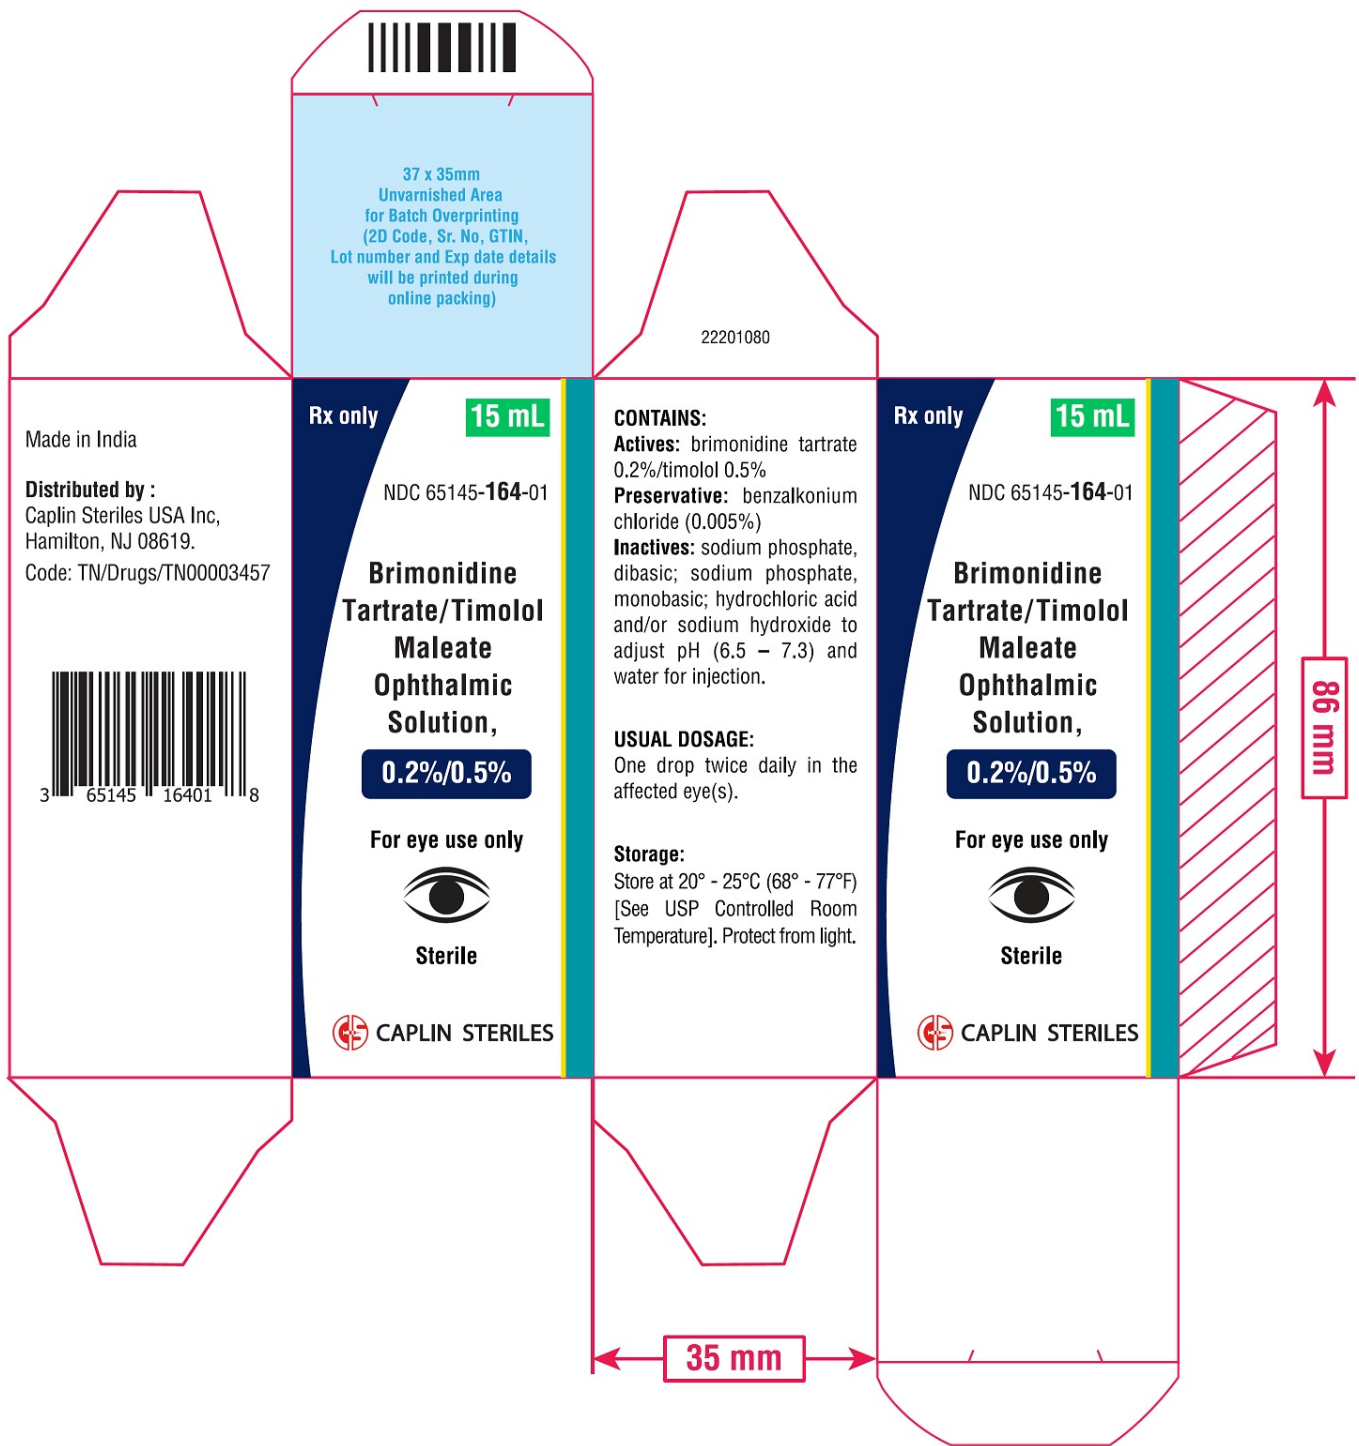 37 x 35mm
Unvarnished Area
for Batch Overprinting
(2D Code, Sr. No, GTIN,
Lot number and Exp date details
will be printed during
online packing)
22201080
Made in India
Distributed by :
Caplin Steriles USA Inc,
Hamilton, NJ 08619.
Code: TN/Drugs/TN00003457
3 65145 16401 8
Rx only
15 mL
NDC 65145-164-01
Brimonidine
Tartrate/Timolol
Maleate
Ophthalmic
Solution,
0.2%/0.5%
For eye use only
Sterile
CAPLIN STERILES
CONTAINS:
Actives: brimonidine tartrate
0.2%/timolol 0.5%
Preservative: benzalkonium
chloride (0.005%)
Inactives: sodium phosphate,
dibasic; sodium phosphate,
monobasic; hydrochloric acid
and/or sodium hydroxide to
adjust pH (6.5 – 7.3) and
water for injection.
USUAL DOSAGE:
One drop twice daily in the
affected eye(s).
Storage:
Store at 20° - 25°C (68° - 77°F)
[See USP Controlled Room
Temperature]. Protect from light.
Rx only
15 mL
NDC 65145-164-01
Brimonidine
Tartrate/Timolol
Maleate
Ophthalmic
Solution,
0.2%/0.5%
For eye use only
Sterile
CAPLIN STERILES
86 mm
35 mm